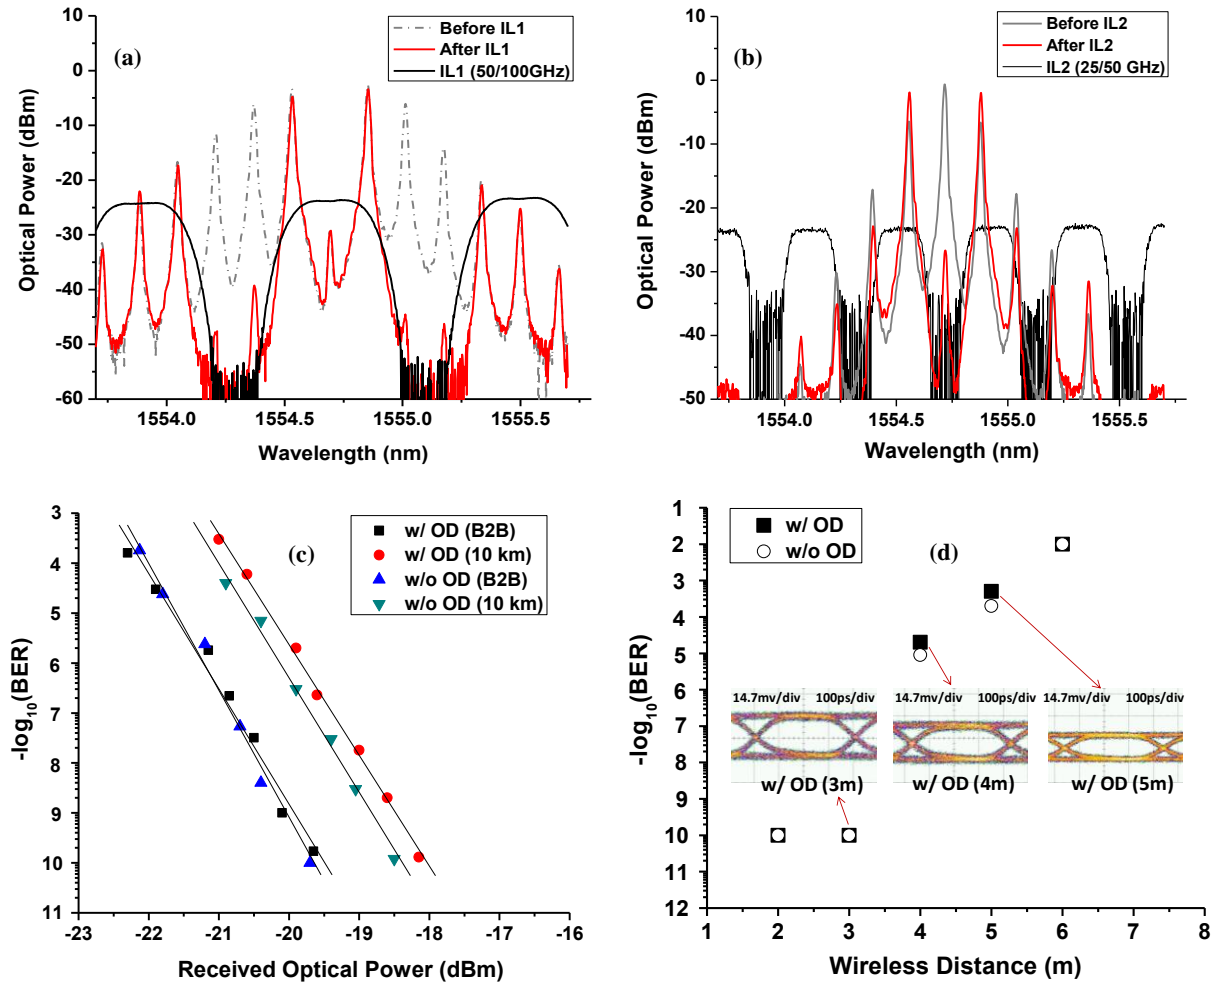 (a)
Before IL1
After IL1
IL1 (50/100GHz)
10
0
-10
-20
-30
-40
-50
-60
Optical Power (dBm)
1554.0 1554.5 1555.0 1555.5
Wavelength (nm)
(b)
Before IL2
After IL2
IL2 (25/50 GHz)
10
0
-10
-20
-30
-40
-50
Optical Power (dBm)
1554.0 1554.5 1555.0 1555.5
Wavelength (nm)
(c)
w/ OD (B2B)
w/ OD (10 km)
w/o OD (B2B)
w/o OD (10 km)
3
4
5
6
7
8
9
10
11
-log10(BER)
-23 -22 -21 -20 -19 -18 -17 -16
Received Optical Power (dBm)
w/ OD
w/o OD
(d)
1
2
3
4
5
6
7
8
9
10
11
12
-log10(BER)
14.7mv/div 100ps/div
14.7mv/div 100ps/div
14.7mv/div 100ps/div
w/ OD (3m)
w/ OD (4m)
w/ OD (5m)
1 2 3 4 5 6 7 8
Wireless Distance (m)